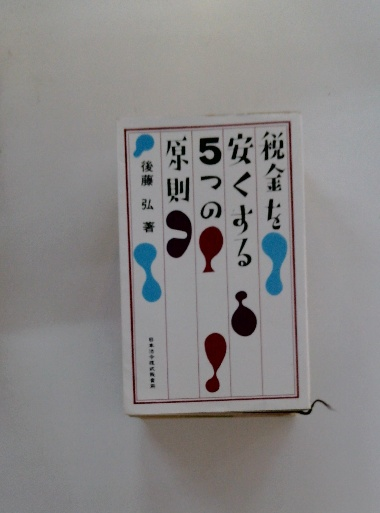 税金を
安くする
5つの
原則
後藤 弘 著